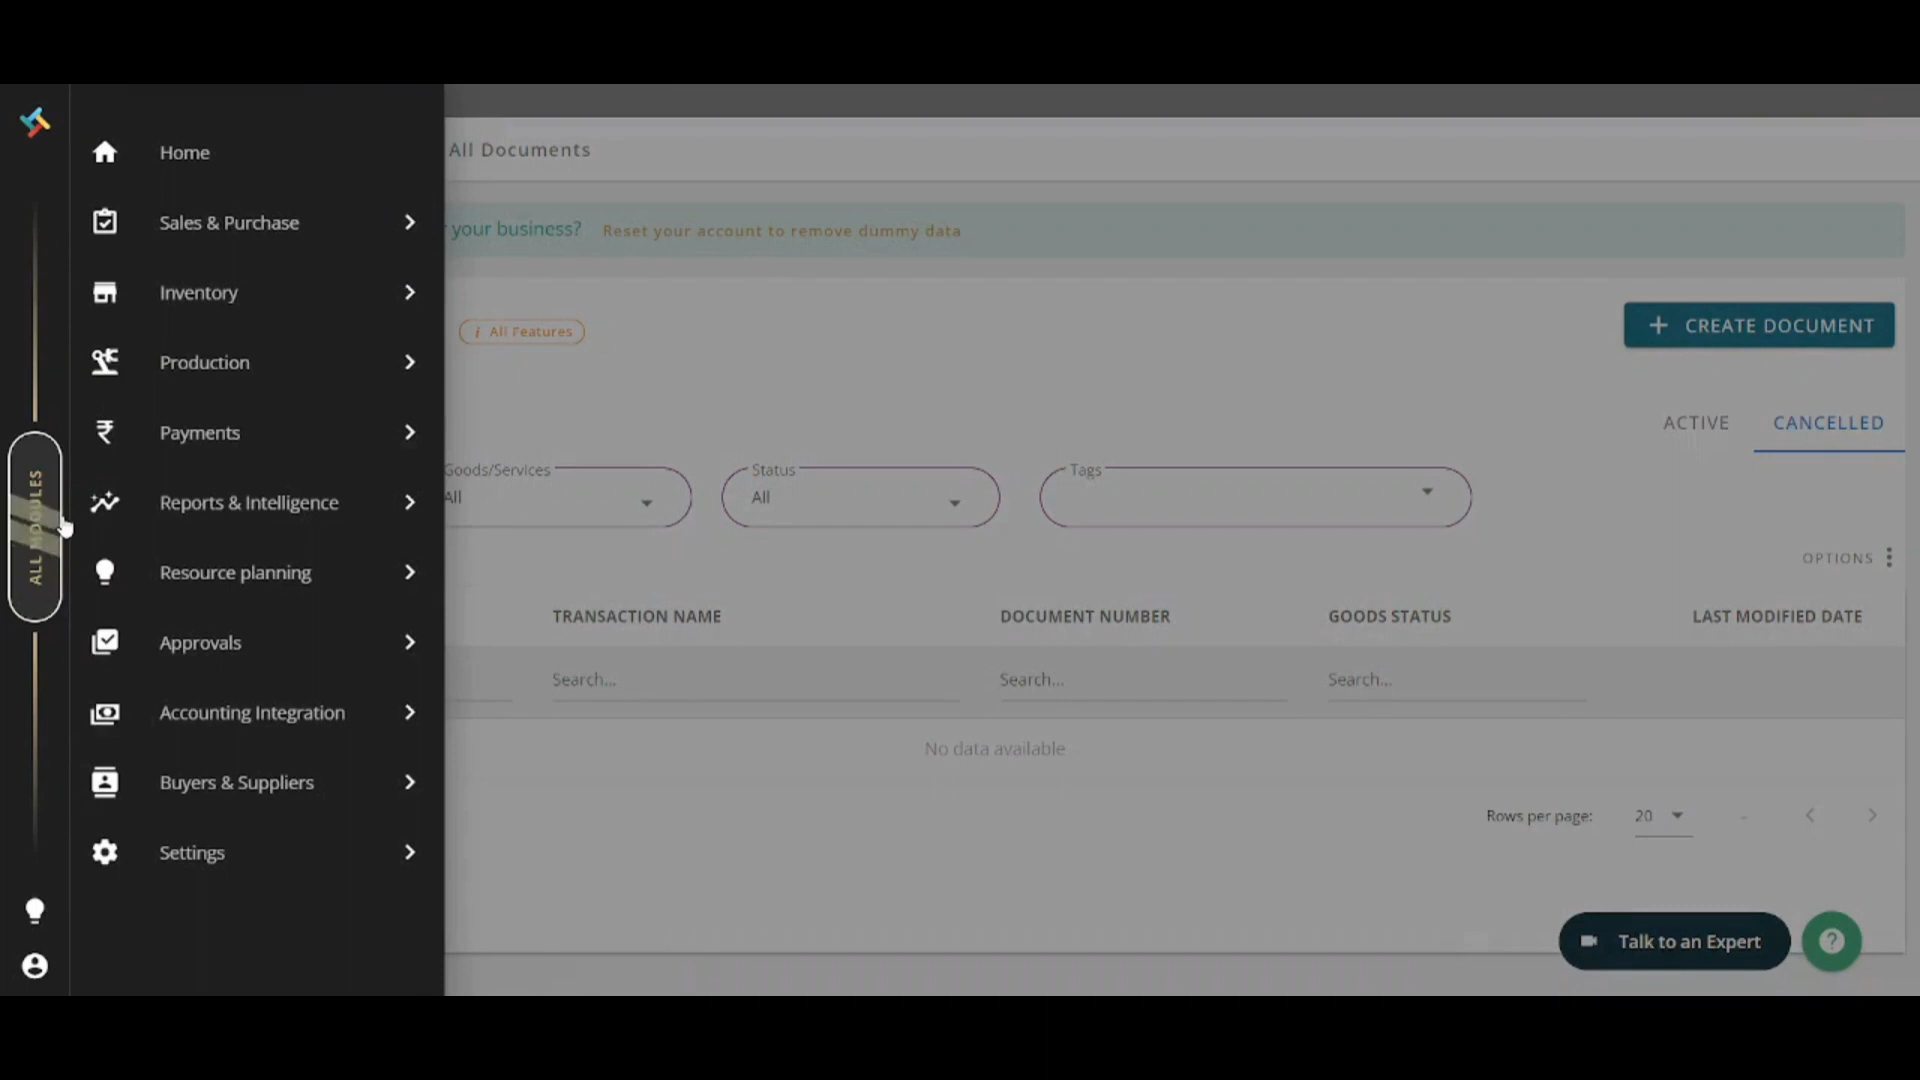 ALL MODULES
Home
Sales & Purchase
Inventory
Production
Payments
Reports & Intelligence
Resource planning
Approvals
Accounting Integration
Buyers & Suppliers
Settings
All Documents
your business? Reset your account to remove dummy data
i All Features
+ CREATE DOCUMENT
ACTIVE CANCELLED
Goods/Services Status Tags
All All
OPTIONS
TRANSACTION NAME DOCUMENT NUMBER GOODS STATUS LAST MODIFIED DATE
Search... Search... Search...
No data available
Rows per page: 20 -
Talk to an Expert ?